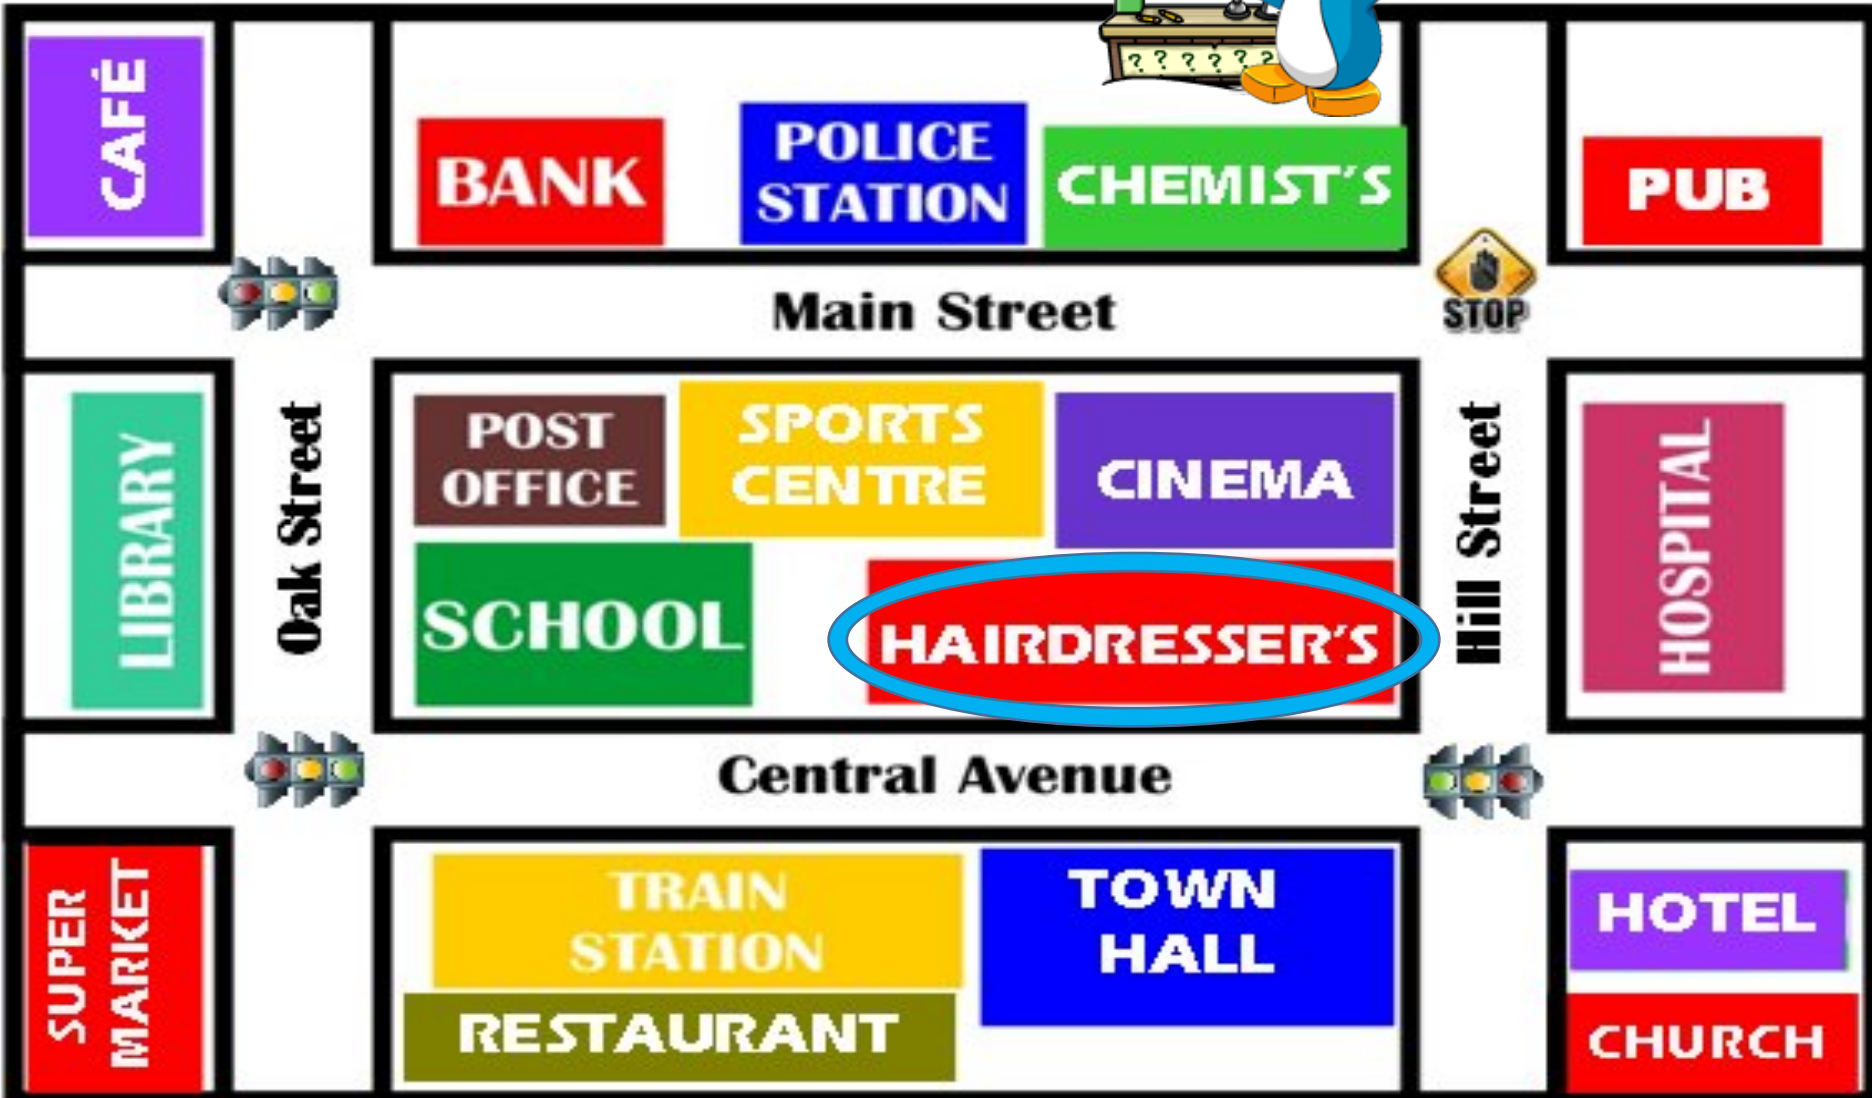 CAFÉ
BANK
POLICE
STATION
CHEMIST'S
? ? ? ? ? ?
PUB
Main Street
STOP
LIBRARY
Oak Street
POST
OFFICE
SPORTS
CENTRE
CINEMA
SCHOOL
HAIRDRESSER'S
Hill Street
HOSPITAL
Central Avenue
SUPER
MARKET
TRAIN
STATION
RESTAURANT
TOWN
HALL
HOTEL
CHURCH